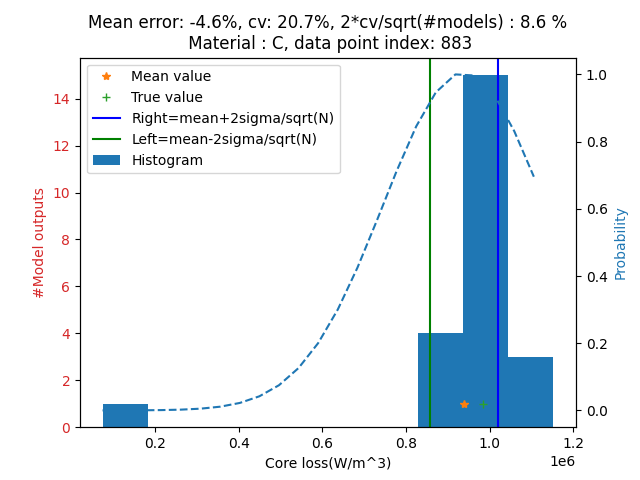 Mean error: -4.6%, cv: 20.7%, 2*cv/sqrt(#models) : 8.6 %
Material : C, data point index: 883
Mean value
True value
Right=mean+2sigma/sqrt(N)
Left=mean-2sigma/sqrt(N)
Histogram
14
12
10
8
6
4
2
0
#Model outputs
1.0
0.8
0.6
0.4
0.2
0.0
Probability
0.2 0.4 0.6 0.8 1.0 1.2
1e6
Core loss(W/m^3)